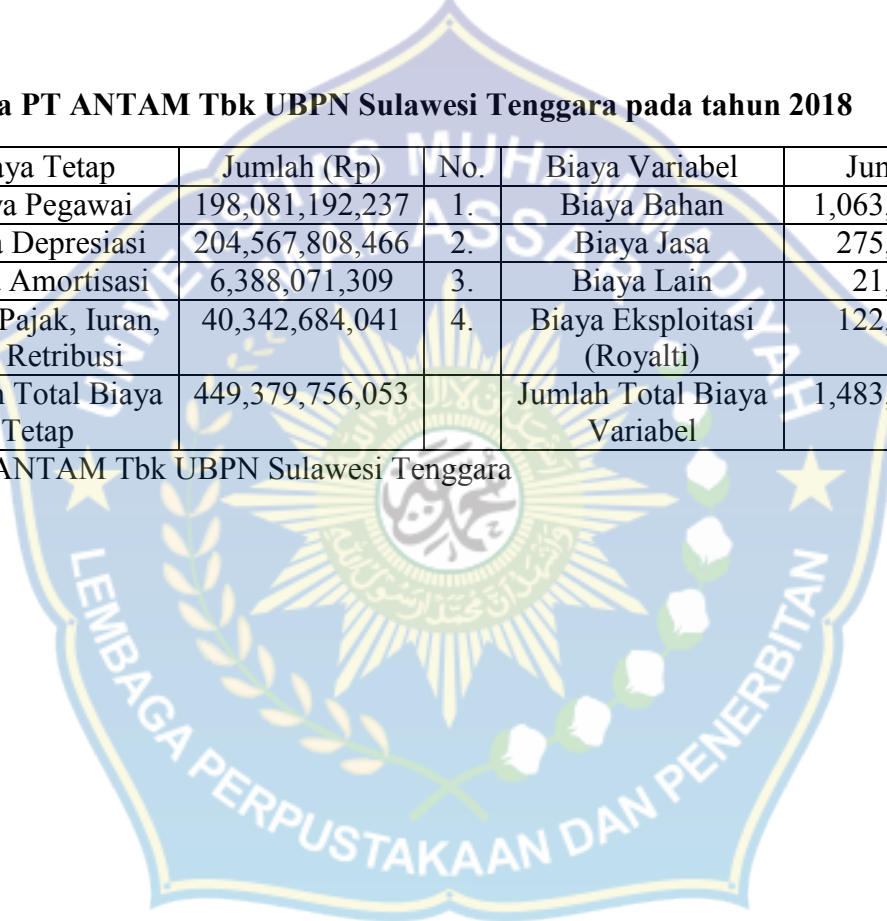 a PT ANTAM Tbk UBPN Sulawesi Tenggara pada tahun 2018
aya Tetap Jumlah (Rp) No. Biaya Variabel Jum
a Pegawai 198,081,192,237 1. Biaya Bahan 1,063,
a Depresiasi 204,567,808,466 2. Biaya Jasa 275,
Amortisasi 6,388,071,309 3. Biaya Lain 21,
Pajak, Iuran, 40,342,684,041 4. Biaya Eksploitasi 122,
Retribusi (Royalti)
Total Biaya 449,379,756,053 Jumlah Total Biaya 1,483,
Tetap Variabel
ANTAM Tbk UBPN Sulawesi Tenggara
UNIVERSITAS MUHAMMADIYAH
MAKASSAR
LEMBAGA PERPUSTAKAAN DAN PENERBITAN